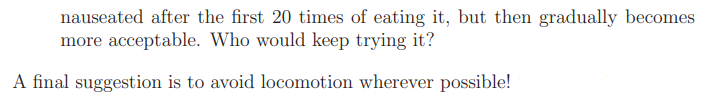 nauseated after the first 20 times of eating it, but then gradually becomes
more acceptable. Who would keep trying it?
A final suggestion is to avoid locomotion wherever possible!